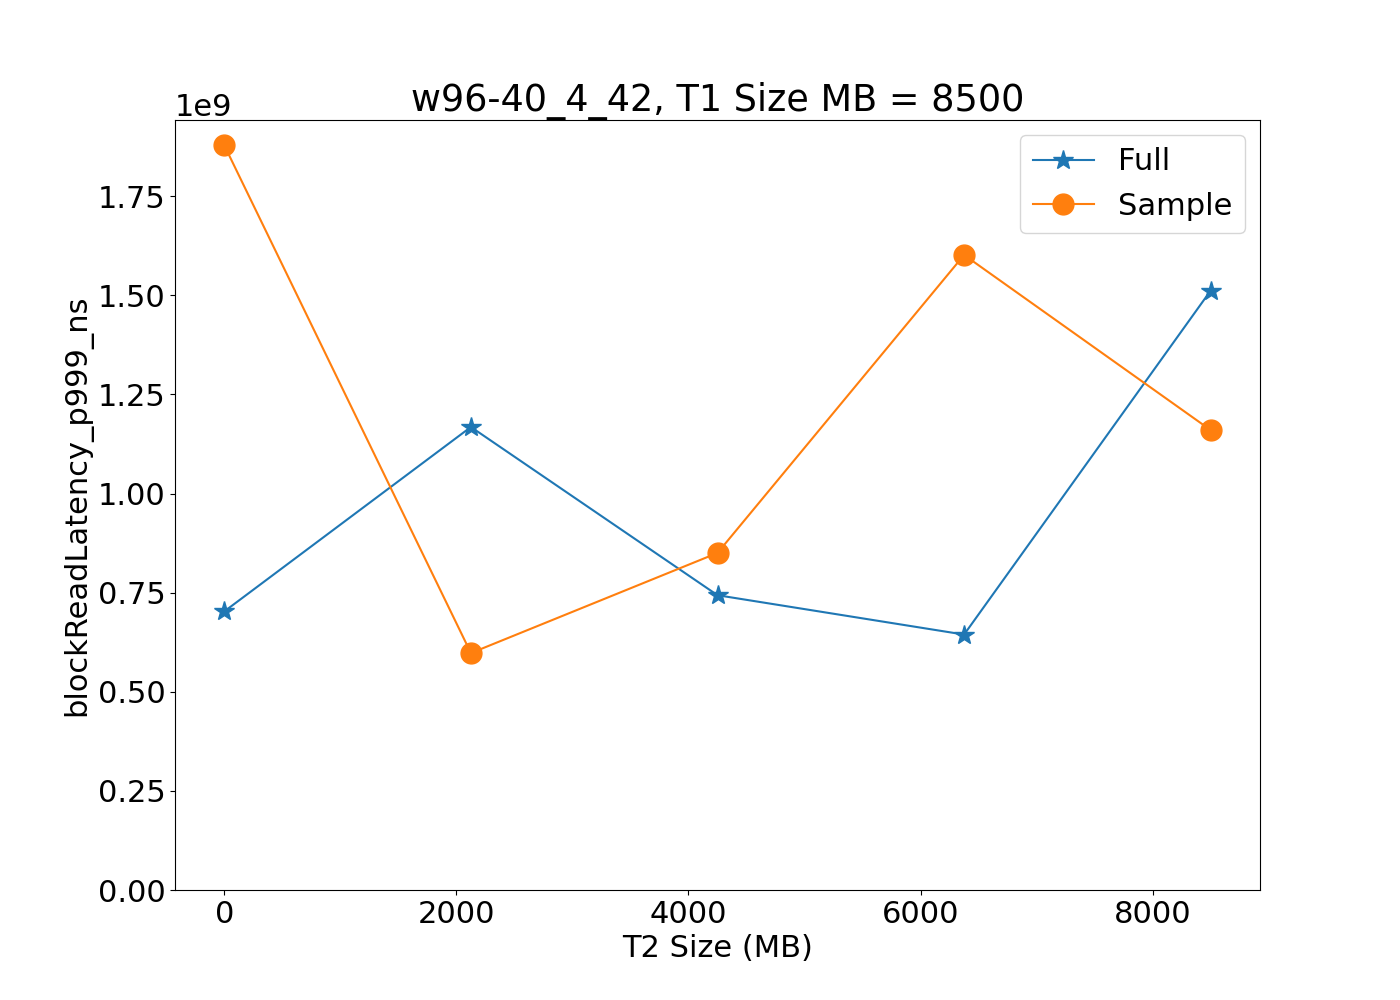 w96-40_4_42, T1 Size MB = 8500
1e9
Full
Sample
1.75
1.50
1.25
1.00
0.75
0.50
0.25
0.00
blockReadLatency_p999_ns
0 2000 4000 6000 8000
T2 Size (MB)